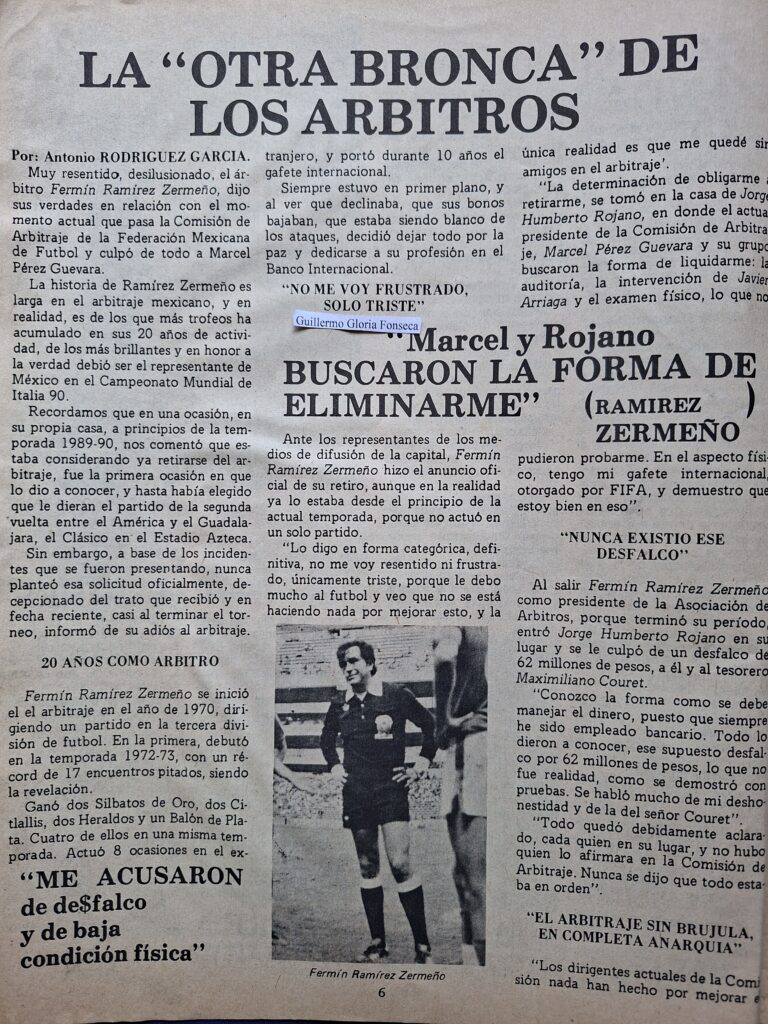 LA “OTRA BRONCA” DE
LOS ARBITROS
Por: Antonio RODRIGUEZ GARCIA.
Muy resentido, desilusionado, el ár-
bitro Fermín Ramírez Zermeño, dijo
sus verdades en relación con el mo-
mento actual que pasa la Comisión de
Arbitraje de la Federación Mexicana
de Futbol y culpó de todo a Marcel
Pérez Guevara.
La historia de Ramírez Zermeño es
larga en el arbitraje mexicano, y en
realidad, es de los que más trofeos ha
acumulado en sus 20 años de activi-
dad, de los más brillantes y en honor a
la verdad debió ser el representante de
México en el Campeonato Mundial de
Italia 90.
Recordamos que en una ocasión, en
su propia casa, a principios de la tem-
porada 1989-90, nos comentó que es-
taba considerando ya retirarse del ar-
bitraje, fue la primera ocasión en que
lo dio a conocer, y hasta había elegido
que le dieran el partido de la segunda
vuelta entre el América y el Guadala-
jara, el Clásico en el Estadio Azteca.
Sin embargo, a base de los inciden-
tes que se fueron presentando, nunca
planteó esa solicitud oficialmente, de-
cepcionado del trato que recibió y en
fecha reciente, casi al terminar el tor-
neo, informó de su adiós al arbitraje.
20 AÑOS COMO ARBITRO
Fermín Ramírez Zermeño se inició
el el arbitraje en el año de 1970, diri-
giendo un partido en la tercera divi-
sión de futbol. En la primera, debutó
en la temporada 1972-73, con un ré-
cord de 17 encuentros pitados, siendo
la revelación.
Ganó dos Silbatos de Oro, dos Ci-
tlallis, dos Heraldos y un Balón de Pla-
ta. Cuatro de ellos en una misma tem-
porada. Actuó 8 ocasiones en el ex-
“ME ACUSARON
de de$falco
y de baja
condición física”
tranjero, y portó durante 10 años el
gafete internacional.
Siempre estuvo en primer plano, y
al ver que declinaba, que sus bonos
bajaban, que estaba siendo blanco de
los ataques, decidió dejar todo por la
paz y dedicarse a su profesión en el
Banco Internacional.
“NO ME VOY FRUSTRADO,
SOLO TRISTE”
Guillermo Gloria Fonseca
“Marcel y Rojano
BUSCARON LA FORMA DE
ELIMINARME” (RAMIREZ )
ZERMEÑO
Ante los representantes de los me-
dios de difusión de la capital, Fermín
Ramírez Zermeño hizo el anuncio ofi-
cial de su retiro, aunque en la realidad
ya lo estaba desde el principio de la
actual temporada, porque no actuó en
un solo partido.
“Lo digo en forma categórica, defi-
nitiva, no me voy resentido ni frustra-
do, únicamente triste, porque le debo
mucho al futbol y veo que no se está
haciendo nada por mejorar esto, y la
Fermín Ramírez Zermeño
6
única realidad es que me quedé sin
amigos en el arbitraje’.
“La determinación de obligarme a
retirarme, se tomó en la casa de Jorge
Humberto Rojano, en donde el actua
presidente de la Comisión de Arbitra-
je, Marcel Pérez Guevara y su grupo
buscaron la forma de liquidarme: la
auditoría, la intervención de Javier
Arriaga y el examen físico, lo que no
pudieron probarme. En el aspecto físi-
co, tengo mi gafete internacional,
otorgado por FIFA, y demuestro que
estoy bien en eso”.
“NUNCA EXISTIO ESE
DESFALCO”
Al salir Fermín Ramírez Zermeño
como presidente de la Asociación de
Arbitros, porque terminó su período,
entró Jorge Humberto Rojano en su
lugar y se le culpó de un desfalco de
62 millones de pesos, a él y al tesorero
Maximiliano Couret.
“Conozco la forma como se debe
manejar el dinero, puesto que siempre
he sido empleado bancario. Todo lo
dieron a conocer, ese supuesto desfal-
co por 62 millones de pesos, lo que no
fue realidad, como se demostró con
pruebas. Se habló mucho de mi desho-
nestidad y de la del señor Couret”.
“Todo quedó debidamente aclara-
do, cada quien en su lugar, y no hubo
quien lo afirmara en la Comisión de
Arbitraje. Nunca se dijo que todo esta-
ba en orden”.
“EL ARBITRAJE SIN BRUJULA,
EN COMPLETA ANARQUIA”
“Los dirigentes actuales de la Comi
sión nada han hecho por mejorar e